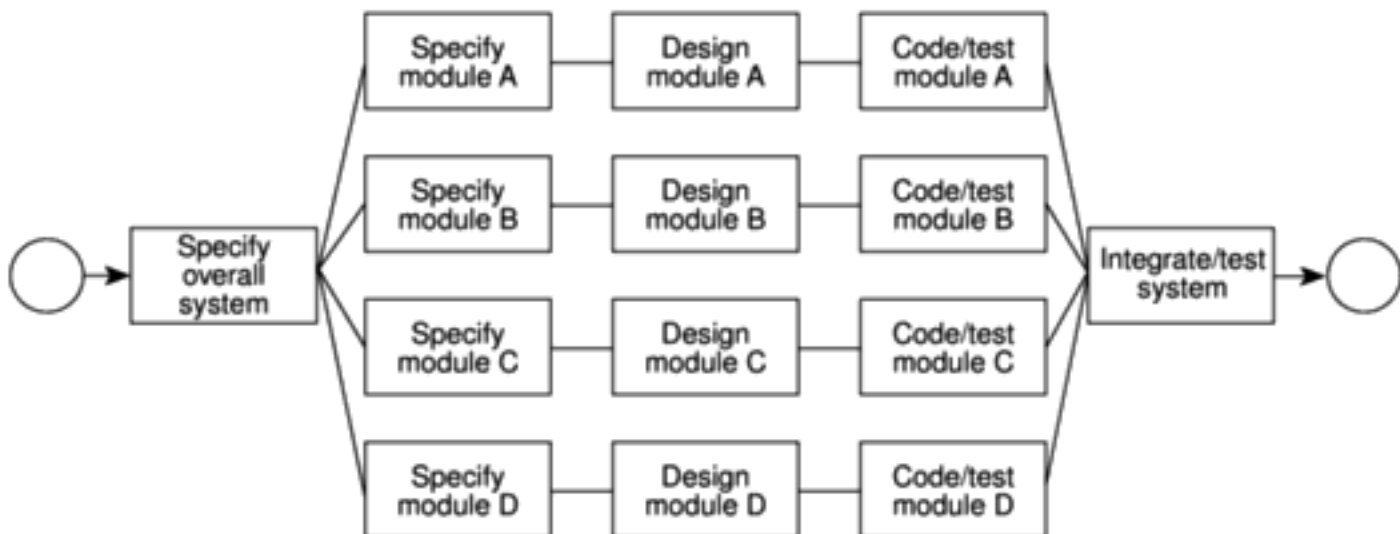 Specify
module A
Design
module A
Code/test
module A
Specify
module B
Design
module B
Code/test
module B
Specify
overall
system
Integrate/test
system
Specify
module C
Design
module C
Code/test
module C
Specify
module D
Design
module D
Code/test
module D